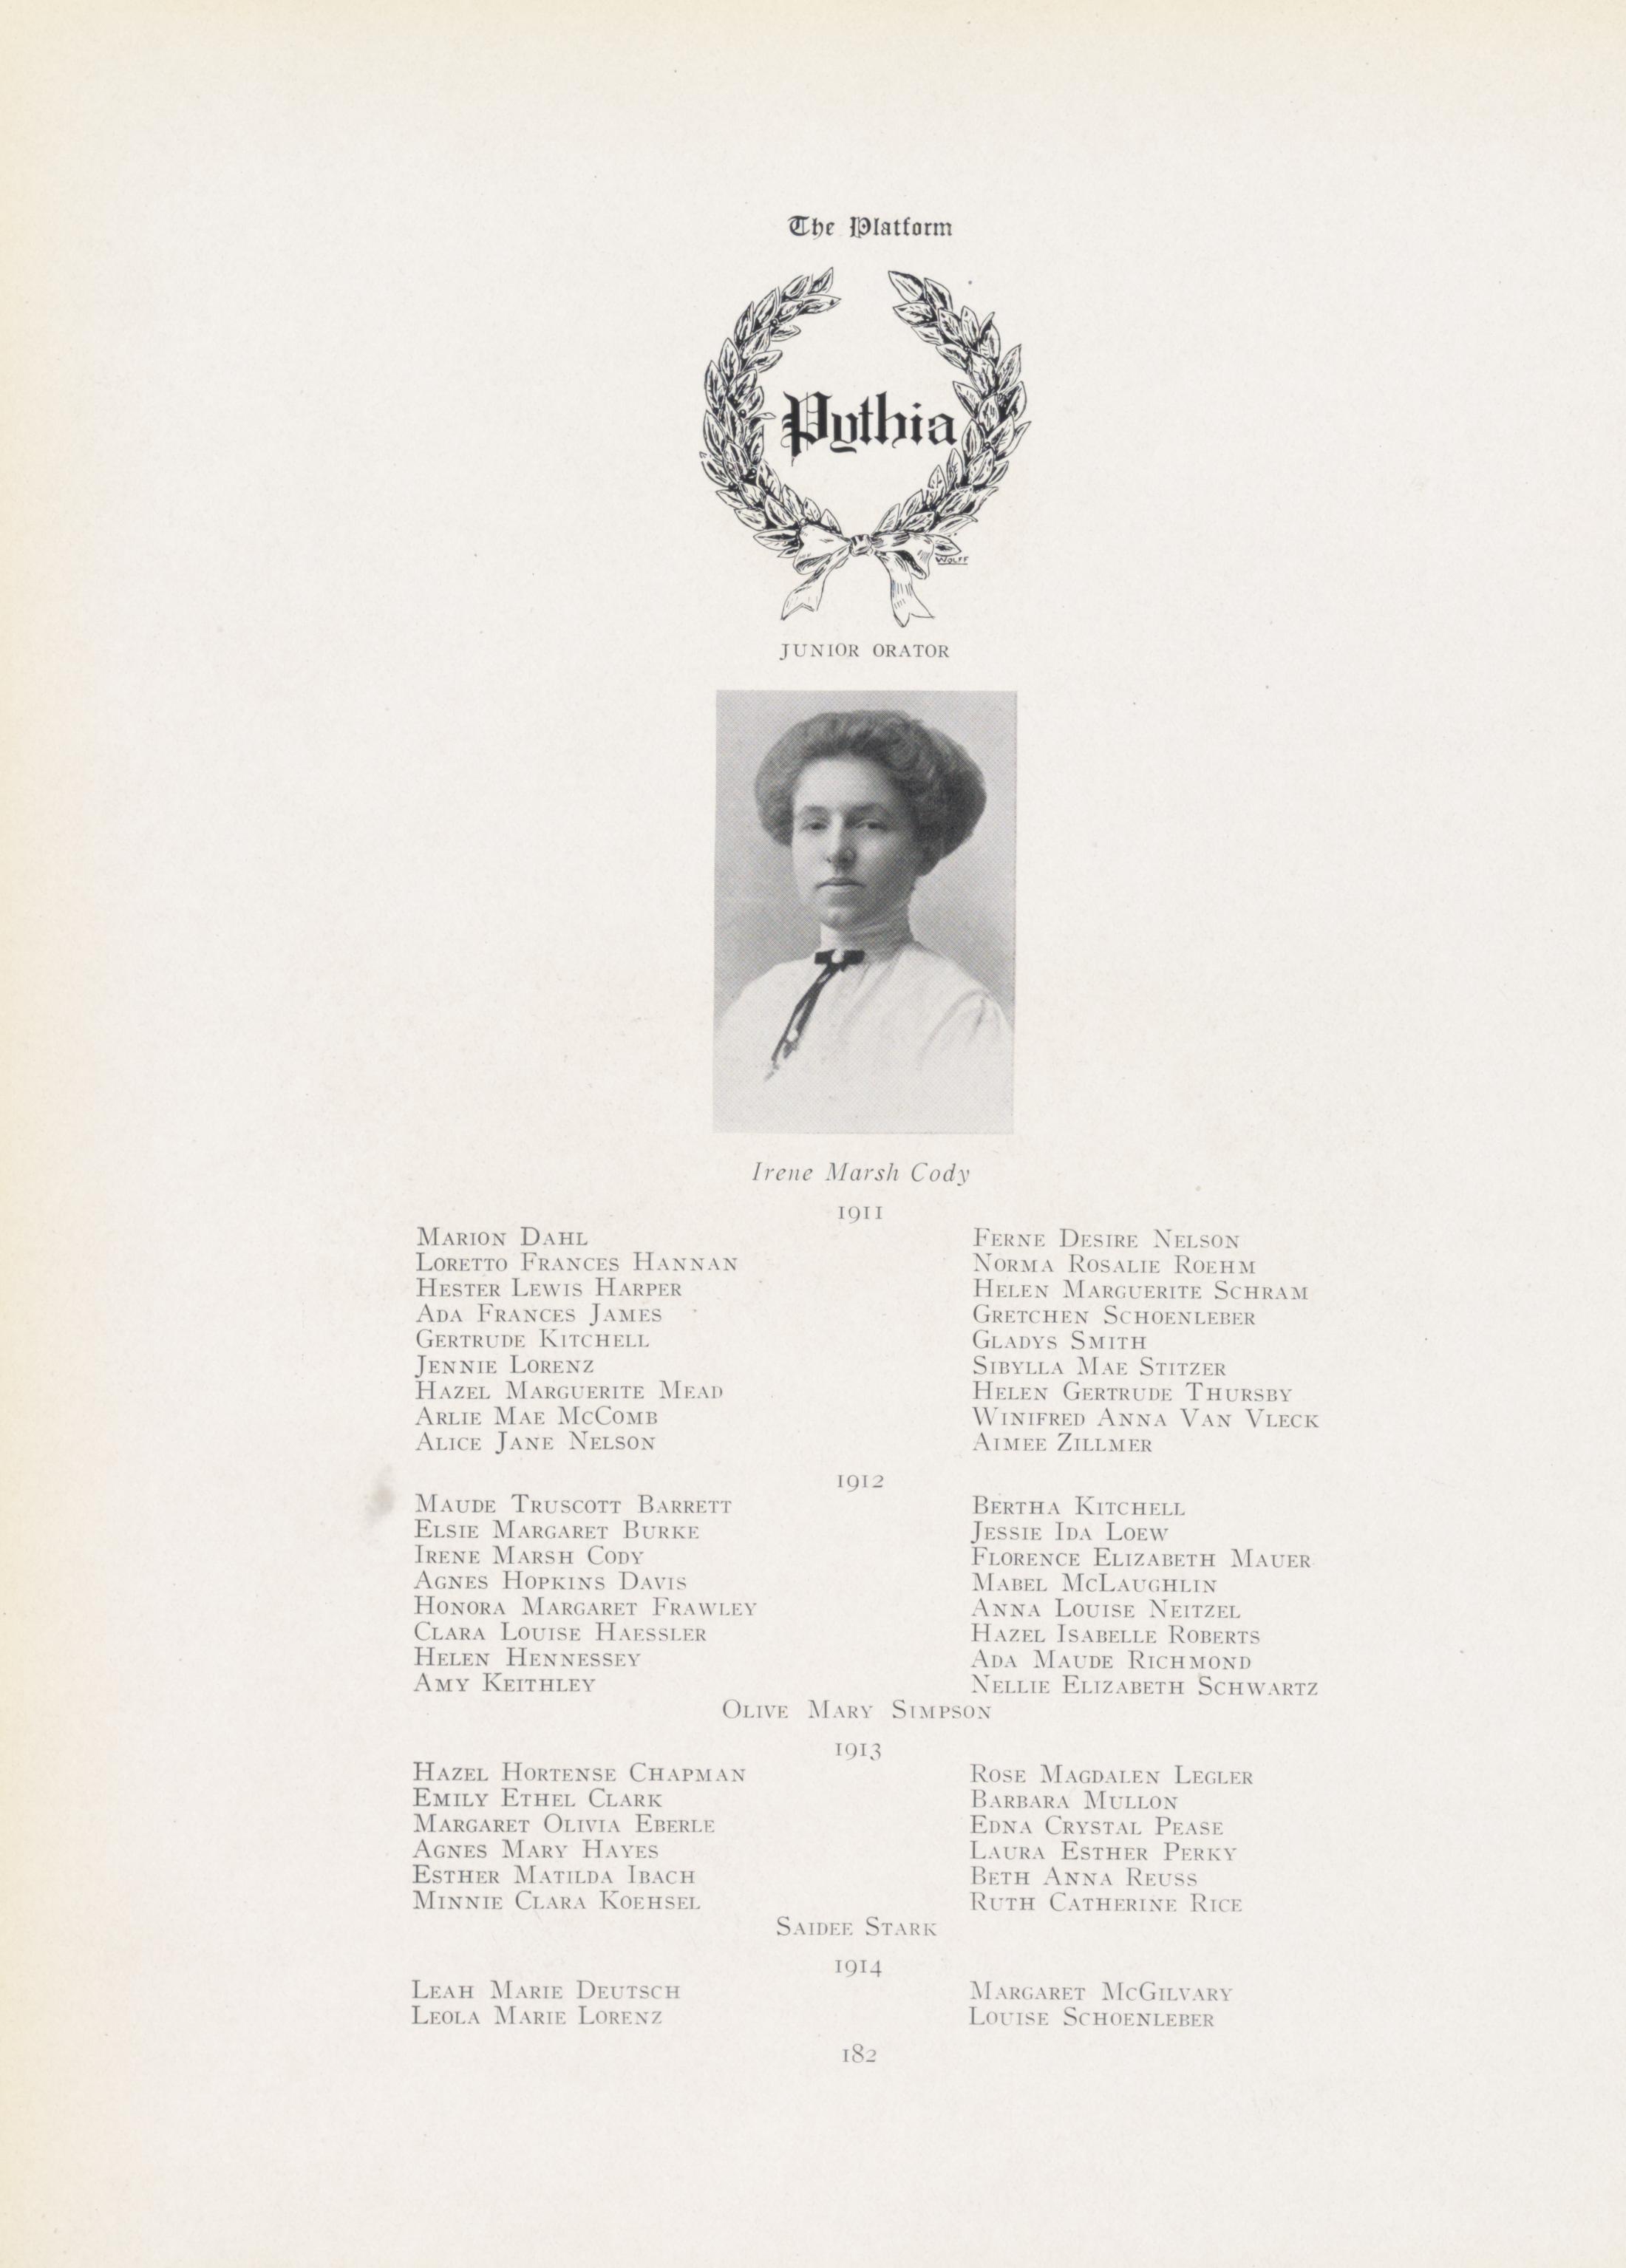 The Platform
Pythia
WOLFF
JUNIOR ORATOR
Irene Marsh Cody
1911
MARION DAHL
LORETTO FRANCES HANNAN
HESTER LEWIS HARPER
ADA FRANCES JAMES
GERTRUDE KITCHELL
JENNIE LORENZ
HAZEL MARGUERITE MEAD
ARLIE MAE MCCOMB
ALICE JANE NELSON
FERNE DESIRE NELSON
NORMA ROSALIE ROEHM
HELEN MARGUERITE SCHRAM
GRETCHEN SCHOENLEBER
GLADYS SMITH
SIBYLLA MAE STITZER
HELEN GERTRUDE THURSBY
WINIFRED ANNA VAN VLECK
AIMEE ZILLMER
1912
MAUDE TRUSCOTT BARRETT
ELSIE MARGARET BURKE
IRENE MARSH CODY
AGNES HOPKINS DAVIS
HONORA MARGARET FRAWLEY
CLARA LOUISE HAESSLER
HELEN HENNESSEY
AMY KEITHLEY
BERTHA KITCHELL
JESSIE IDA LOEW
FLORENCE ELIZABETH MAUER
MABEL MCLAUGHLIN
ANNA LOUISE NEITZEL
HAZEL ISABELLE ROBERTS
ADA MAUDE RICHMOND
NELLIE ELIZABETH SCHWARTZ
OLIVE MARY SIMPSON
1913
HAZEL HORTENSE CHAPMAN
EMILY ETHEL CLARK
MARGARET OLIVIA EBERLE
AGNES MARY HAYES
ESTHER MATILDA IBACH
MINNIE CLARA KOEHSEL
ROSE MAGDALEN LEGLER
BARBARA MULLON
EDNA CRYSTAL PEASE
LAURA ESTHER PERKY
BETH ANNA REUSS
RUTH CATHERINE RICE
SAIDEE STARK
1914
LEAH MARIE DEUTSCH
LEOLA MARIE LORENZ
MARGARET MCGILVARY
LOUISE SCHOENLEBER
182